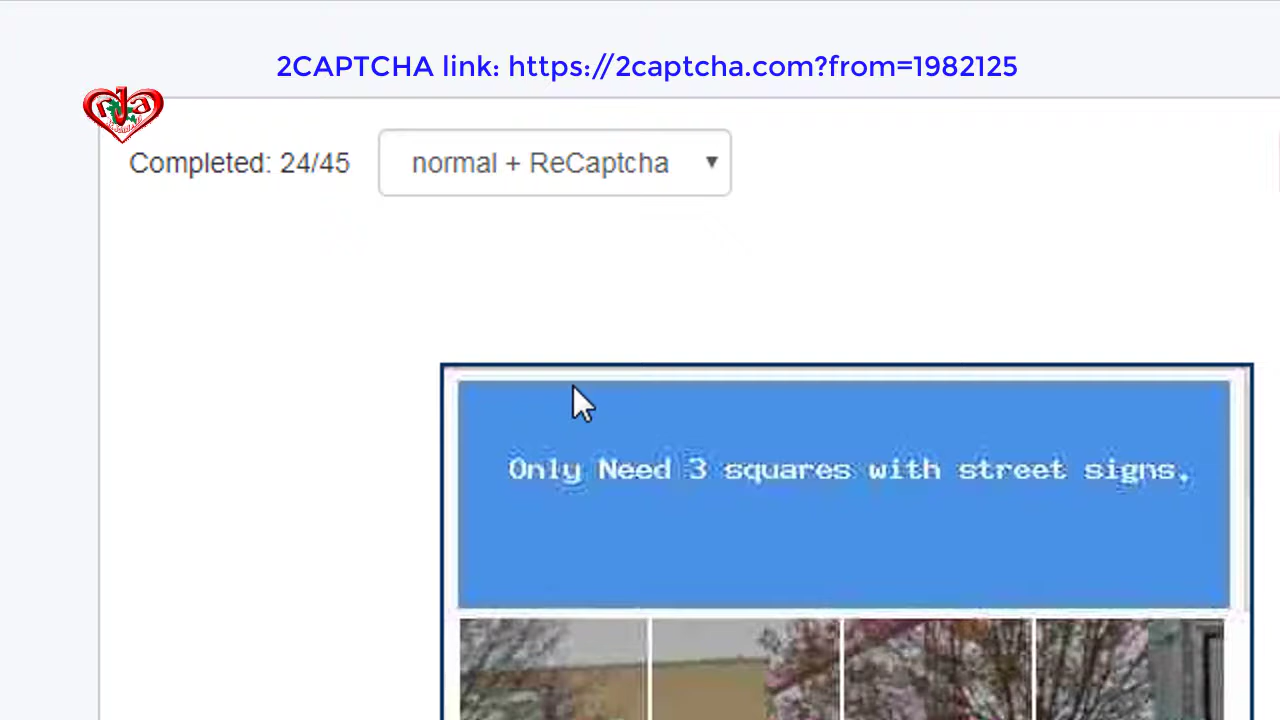 2CAPTCHA link: https://2captcha.com?from=1982125
Completed: 24/45
normal + ReCaptcha
Only Need 3 squares with street signs.